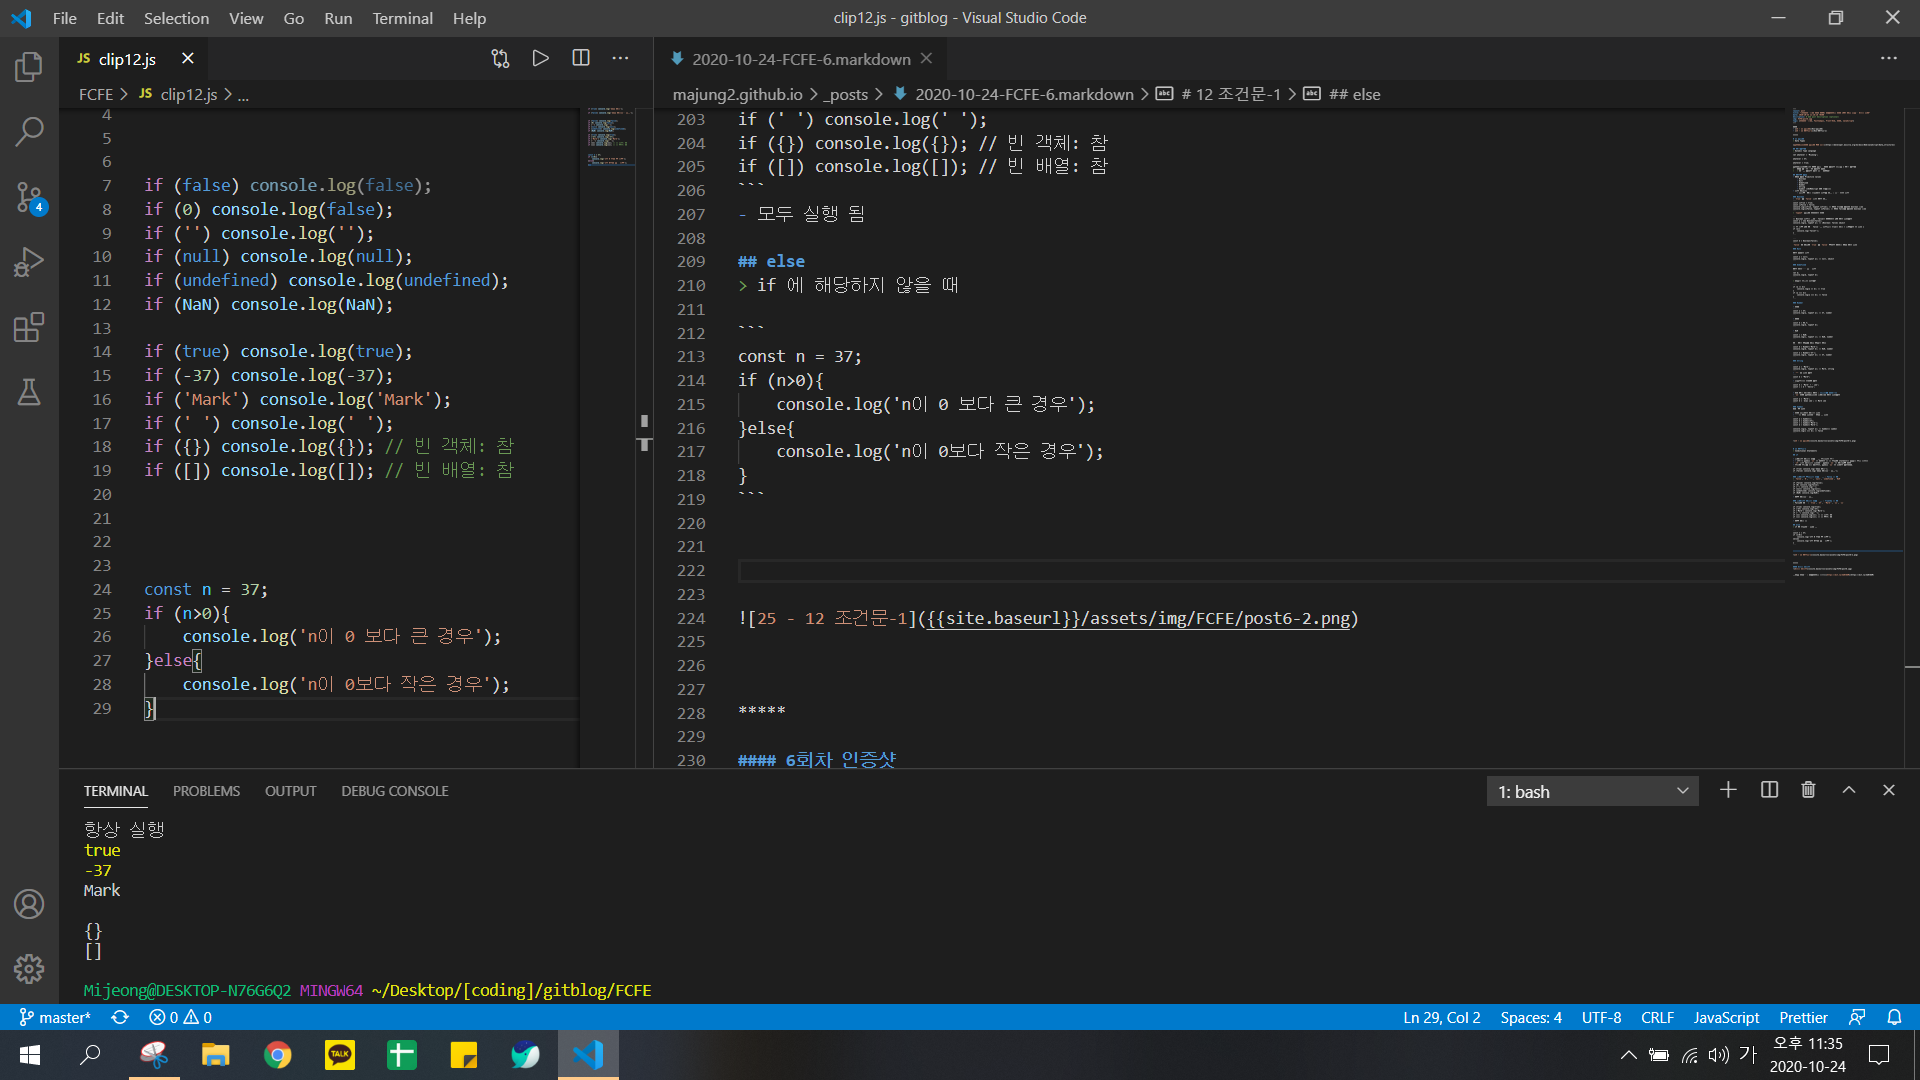 File Edit Selection View Go Run Terminal Help
clip12.js - gitblog - Visual Studio Code
JS clip12.js
FCFE > JS clip12.js > ...
4
5
6
7 if (false) console.log(false);
8 if (0) console.log(false);
9 if ('') console.log('');
10 if (null) console.log(null);
11 if (undefined) console.log(undefined);
12 if (NaN) console.log(NaN);
13
14 if (true) console.log(true);
15 if (-37) console.log(-37);
16 if ('Mark') console.log('Mark');
17 if (' ') console.log(' ');
18 if ({}) console.log({}); // 빈 객체: 참
19 if ([]) console.log([]); // 빈 배열: 참
20
21
22
23
24 const n = 37;
25 if (n>0){
26 console.log('n이 0 보다 큰 경우');
27 }else{
28 console.log('n이 0보다 작은 경우');
29 }
2020-10-24-FCFE-6.markdown
majung2.github.io > _posts > 2020-10-24-FCFE-6.markdown > abc # 12 조건문-1 > abc ## else
203 if (' ') console.log(' ');
204 if ({}) console.log({}); // 빈 객체: 참
205 if ([]) console.log([]); // 빈 배열: 참
206 ```
207 - 모두 실행 됨
208
209 ## else
210 > if 에 해당하지 않을 때
211
212 ```
213 const n = 37;
214 if (n>0){
215 console.log('n이 0 보다 큰 경우');
216 }else{
217 console.log('n이 0보다 작은 경우');
218 }
219 ```
220
221
222
223
224 ![25 - 12 조건문-1]({{site.baseurl}}/assets/img/FCFE/post6-2.png)
225
226
227
228 *****
229
230 #### 6회차 인증샷
TERMINAL PROBLEMS OUTPUT DEBUG CONSOLE
1: bash
항상 실행
true
-37
Mark
{}
[]
Mijeong@DESKTOP-N76G6Q2 MINGW64 ~/Desktop/[coding]/gitblog/FCFE
4
master* 0 0
Ln 29, Col 2 Spaces: 4 UTF-8 CRLF JavaScript Prettier
TALK
가
오후 11:35
2020-10-24